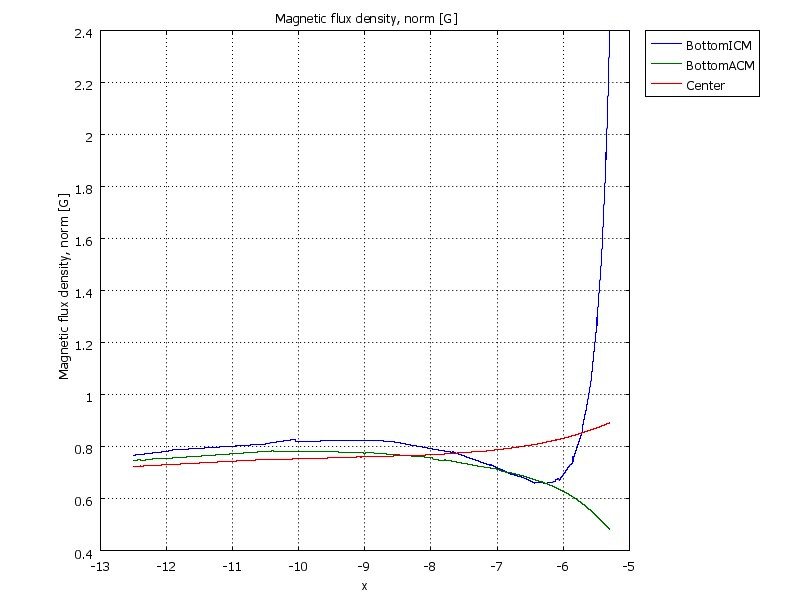 Magnetic flux density, norm [G]
BottomICM
BottomACM
Center
Magnetic flux density, norm [G]
2.4
2.2
2
1.8
1.6
1.4
1.2
1
0.8
0.6
0.4
-13 -12 -11 -10 -9 -8 -7 -6 -5
x